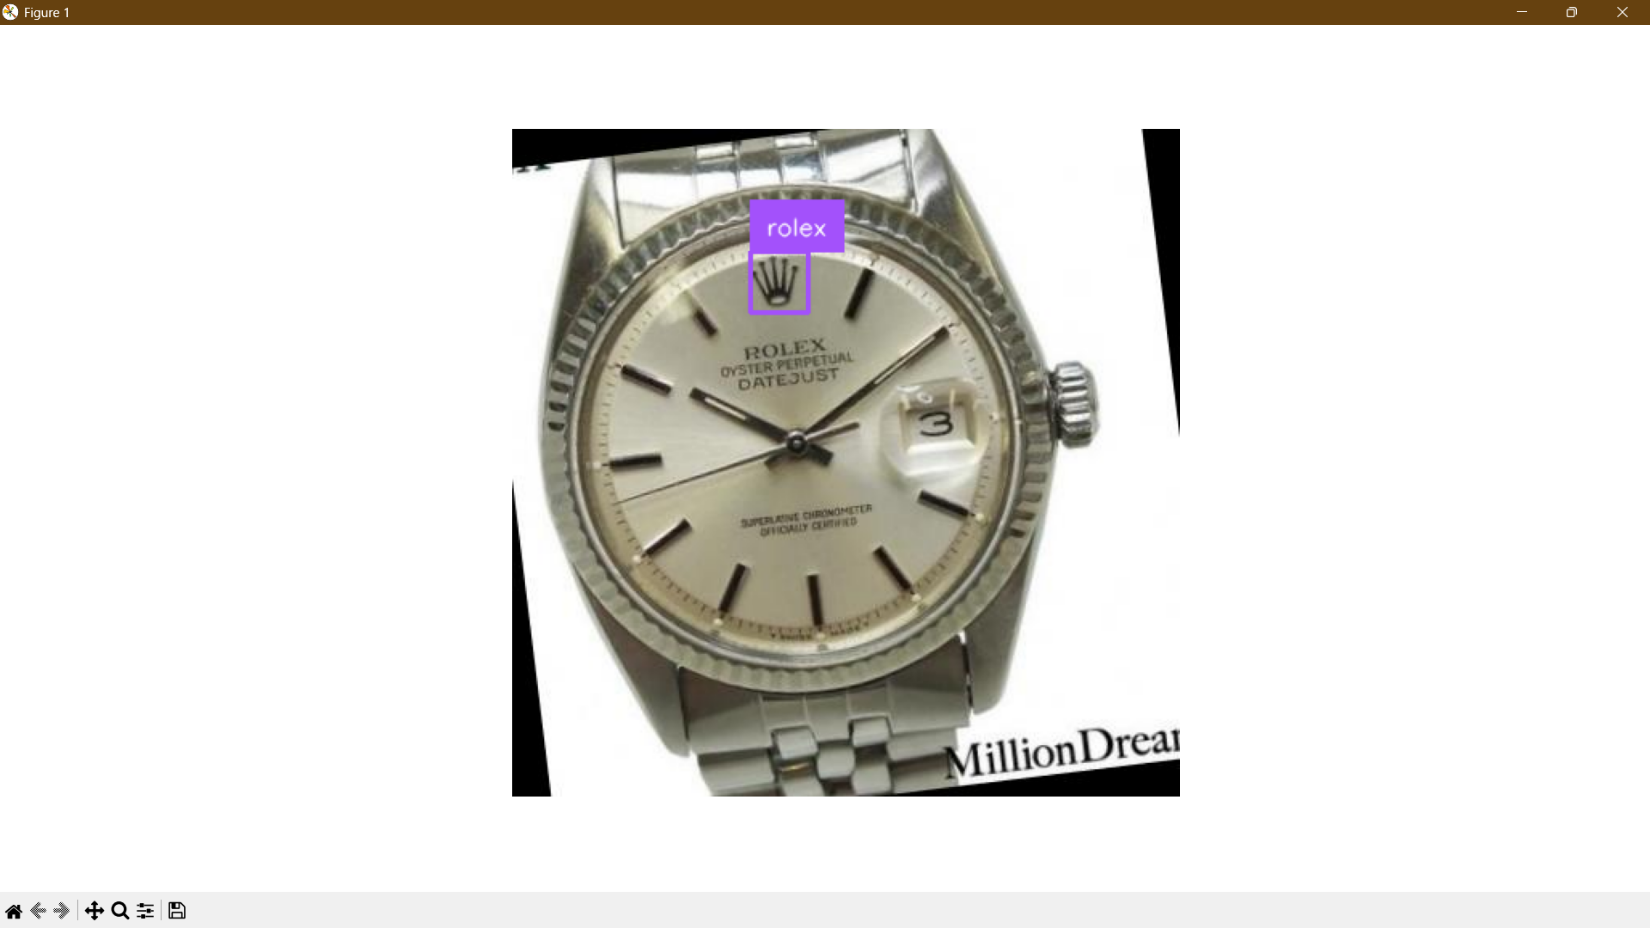 Figure 1
rolex
ROLEX
OYSTER PERPETUAL
DATEJUST
3
SUPERLATIVE CHRONOMETER
OFFICIALLY CERTIFIED
MillionDrea